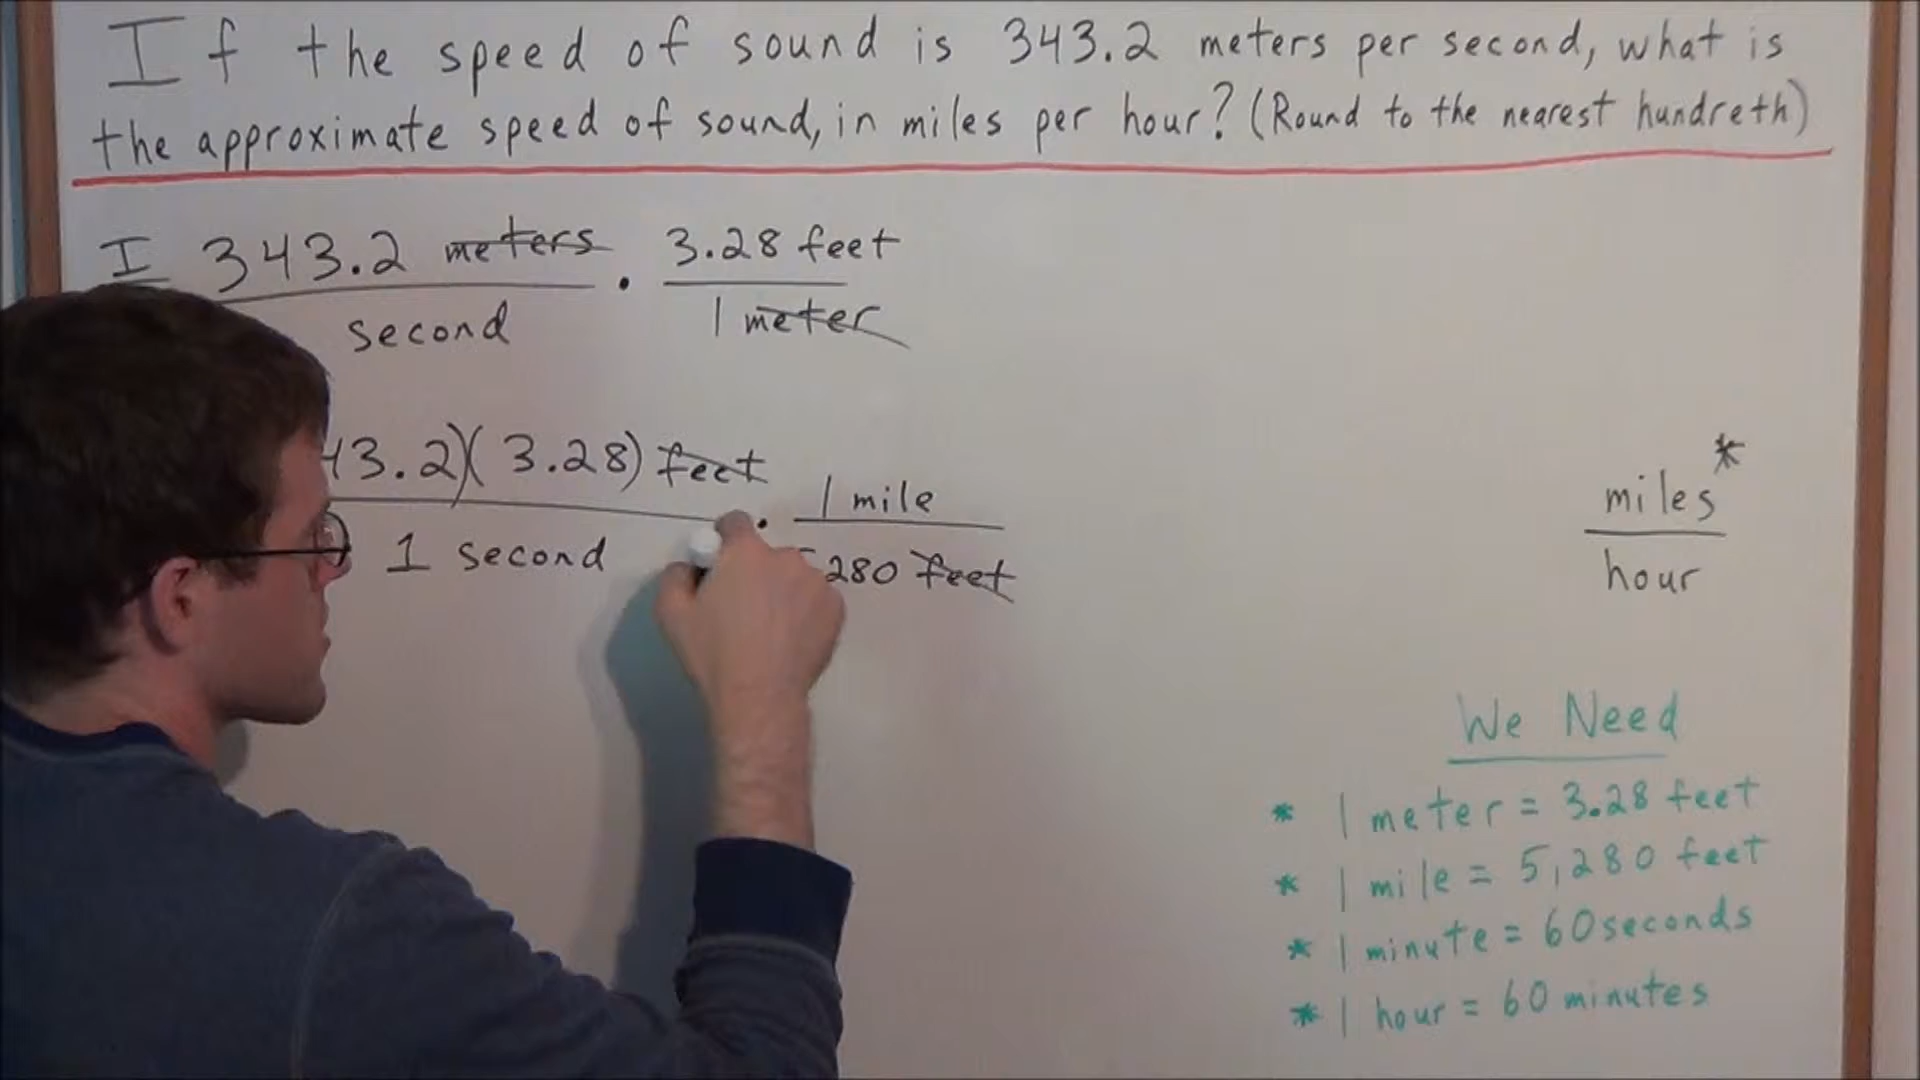 If the speed of sound is 343.2 meters per second, what is
the approximate speed of sound, in miles per hour? (Round to the nearest hundreth)
I 343.2 meters . 3.28 feet
second 1 meter
3.2)(3.28) feet . 1 mile
1 second 280 feet
miles*
hour
We Need
* 1 meter = 3.28 feet
* 1 mile = 5,280 feet
* 1 minute = 60 seconds
* 1 hour = 60 minutes